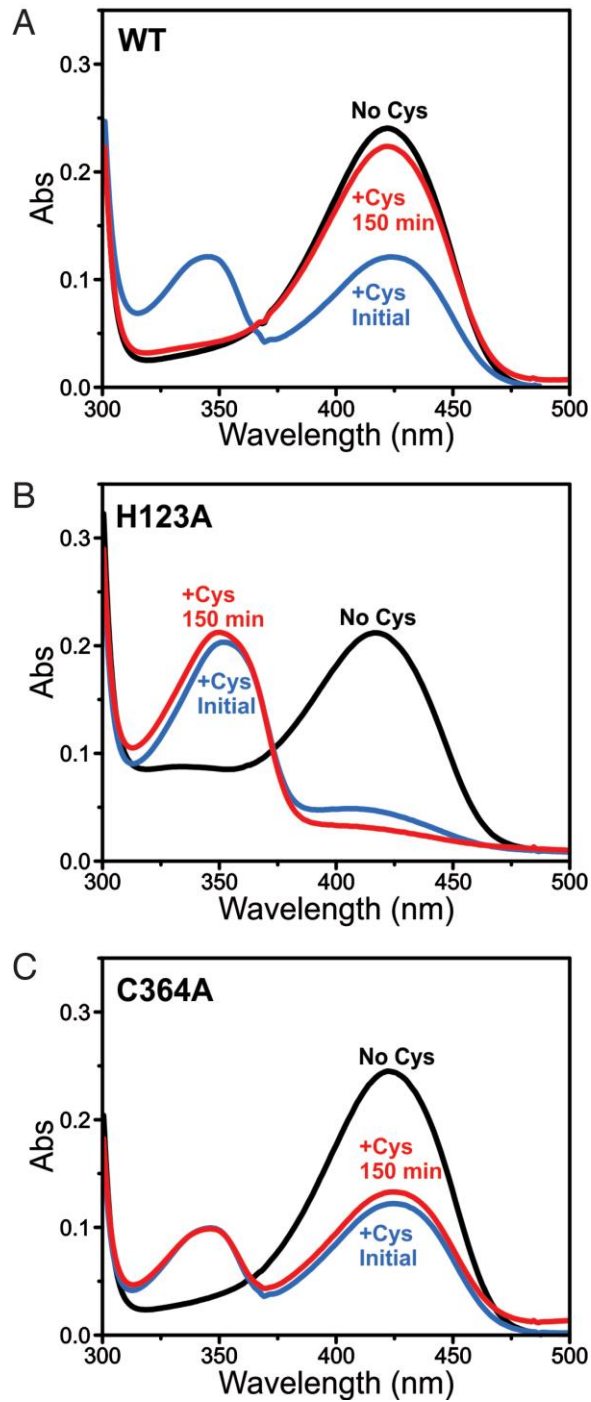 A
WT
0.3
0.2
0.1
0.0
Abs
No Cys
+Cys
150 min
+Cys
Initial
300
350
400
450
500
Wavelength (nm)
B
H123A
0.3
0.2
0.1
0.0
Abs
+Cys
150 min
No Cys
+Cys
Initial
300
350
400
450
500
Wavelength (nm)
C
C364A
0.3
0.2
0.1
0.0
Abs
No Cys
+Cys
150 min
+Cys
Initial
300
350
400
450
500
Wavelength (nm)